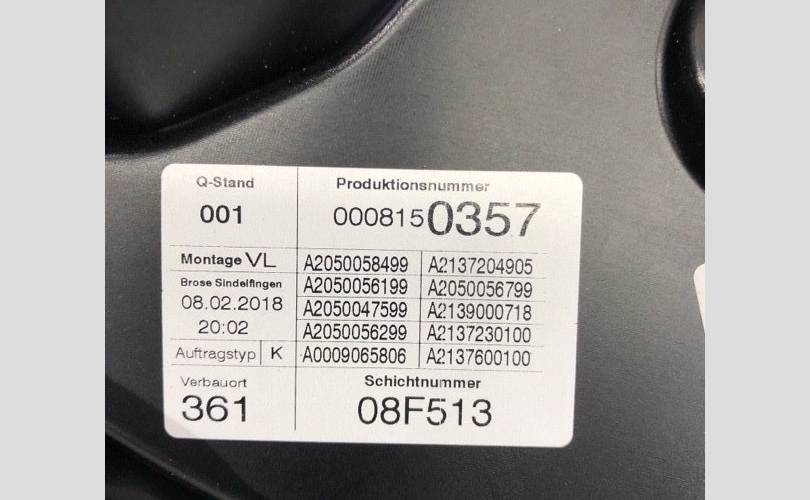 Q-Stand
001
Produktionsnummer
0008150357
Montage VL
Brose Sindelfingen
08.02.2018
20:02
Auftragstyp K
A2050058499 A2137204905
A2050056199 A2050056799
A2050047599 A2139000718
A2050056299 A2137230100
A0009065806 A2137600100
Verbauort
361
Schichtnummer
08F513